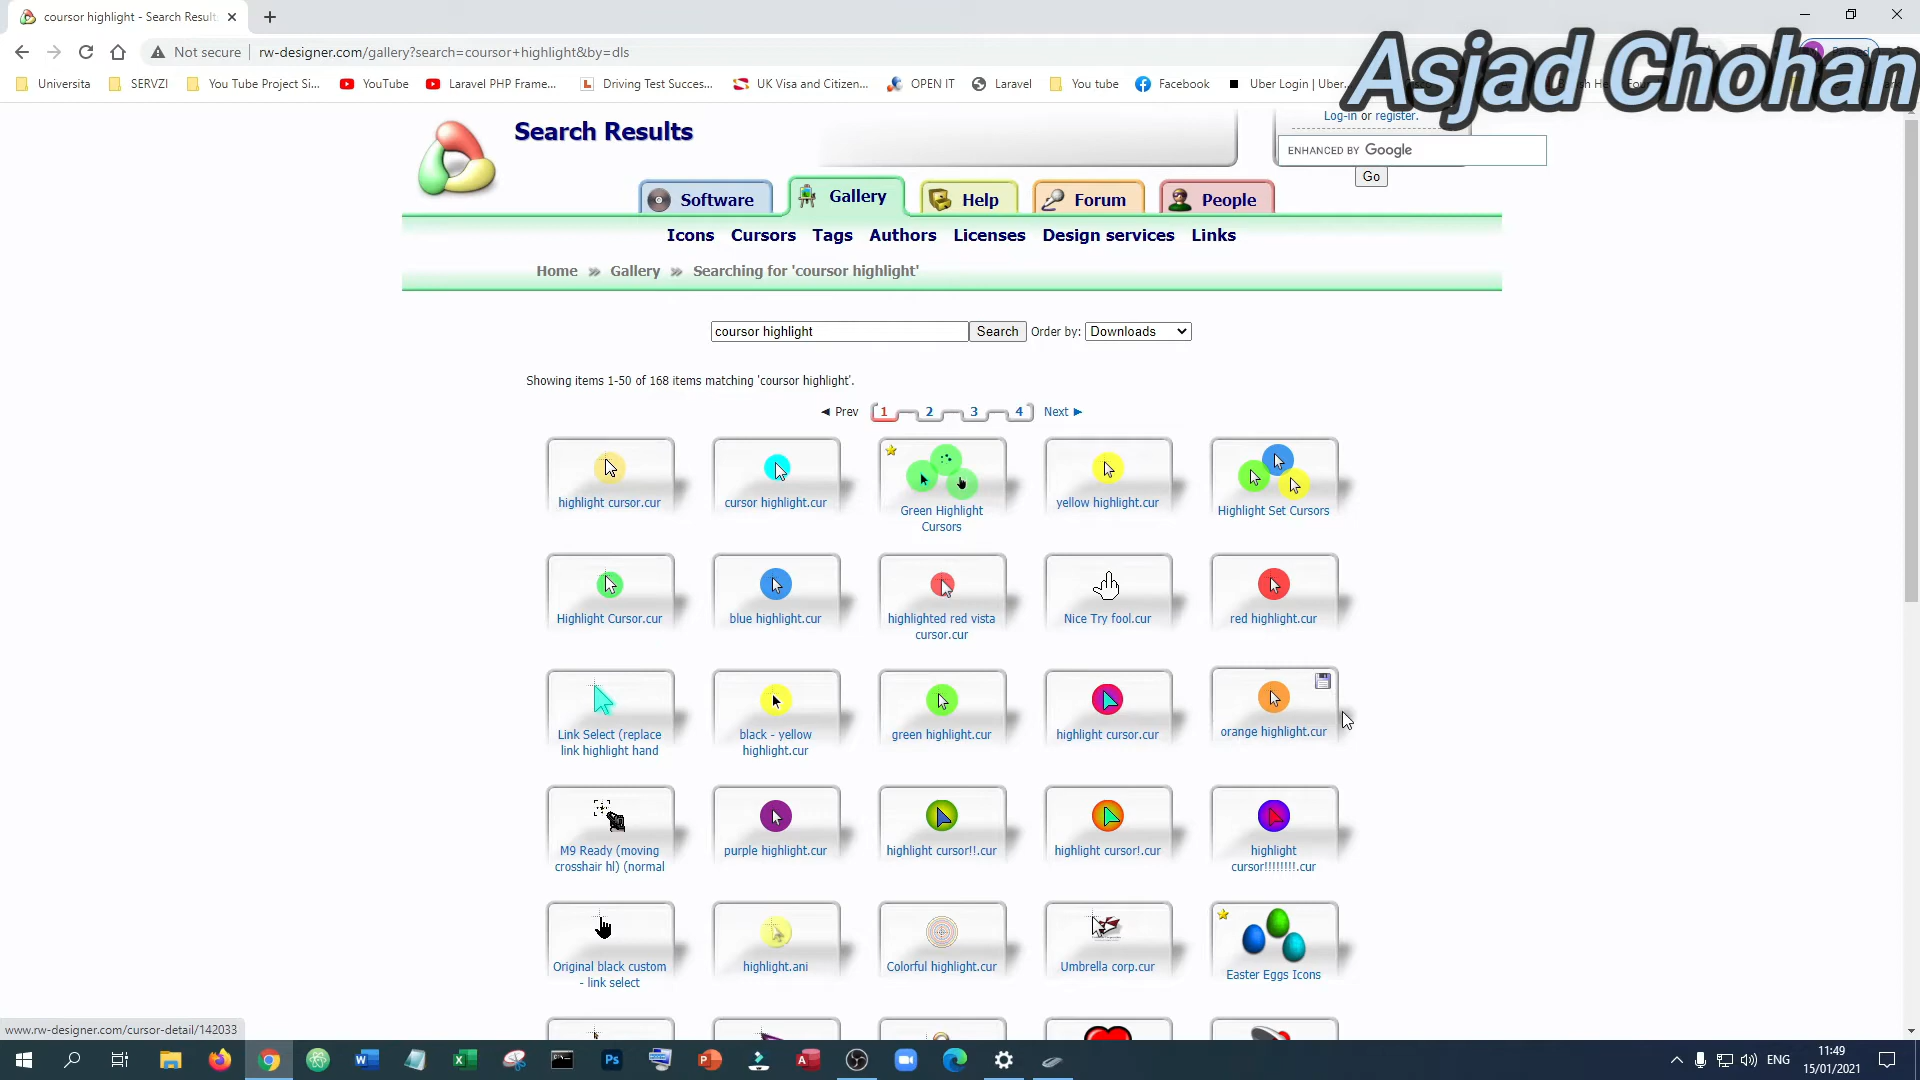 coursor highlight - Search Result
Not secure
rw-designer.com/gallery?search=coursor+highlight&by=dls
Universita
SERVZI
You Tube Project Si...
YouTube
Laravel PHP Frame...
Driving Test Succes...
UK Visa and Citizen...
OPEN IT
Laravel
You tube
Facebook
Uber Login | Uber...
Asjad Chohan
Search Results
Log-in or register.
ENHANCED BY Google
Go
Software
Gallery
Help
Forum
People
Icons
Cursors
Tags
Authors
Licenses
Design services
Links
Home » Gallery » Searching for 'coursor highlight'
coursor highlight
Search
Order by:
Downloads
Showing items 1-50 of 168 items matching 'coursor highlight'.
◄ Prev 1 2 3 4 Next ►
highlight cursor.cur
cursor highlight.cur
Green Highlight
Cursors
yellow highlight.cur
Highlight Set Cursors
Highlight Cursor.cur
blue highlight.cur
highlighted red vista
cursor.cur
Nice Try fool.cur
red highlight.cur
Link Select (replace
link highlight hand
black - yellow
highlight.cur
green highlight.cur
highlight cursor.cur
orange highlight.cur
M9 Ready (moving
crosshair hl) (normal
purple highlight.cur
highlight cursor!!.cur
highlight cursor!.cur
highlight
cursor!!!!!!!!.cur
Original black custom
- link select
highlight.ani
Colorful highlight.cur
Umbrella corp.cur
Easter Eggs Icons
www.rw-designer.com/cursor-detail/142033
ENG
11:49
15/01/2021